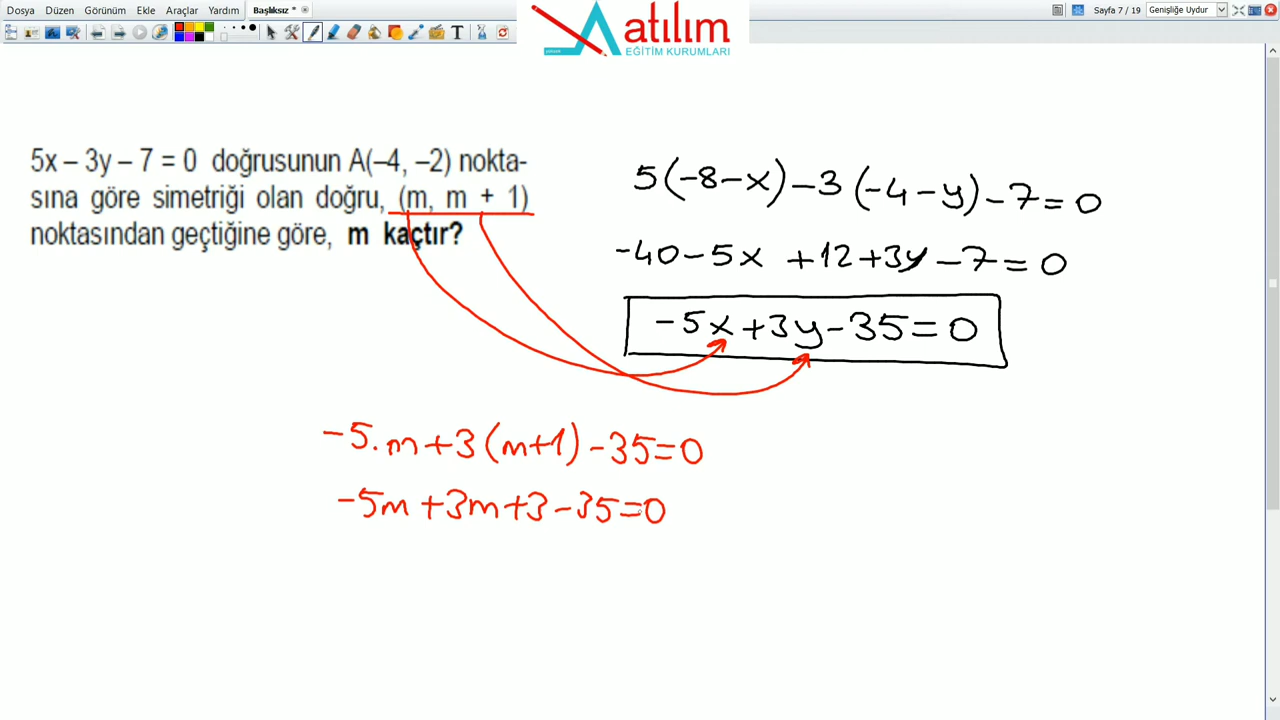 Dosya Düzen Görünüm Ekle Araçlar Yardım Başlıksız *
Sayfa 7 / 19 Genişliğe Uydur
atılım
EĞİTİM KURUMLARI
5x – 3y – 7 = 0 doğrusunun A(–4, –2) nokta-
sına göre simetriği olan doğru, (m, m + 1)
noktasından geçtiğine göre, m kaçtır?
5(-8-x)-3(-4-y)-7=0
-40-5x+12+3y-7=0
-5x+3y-35=0
-5.m+3(m+1)-35=0
-5m+3m+3-35=0